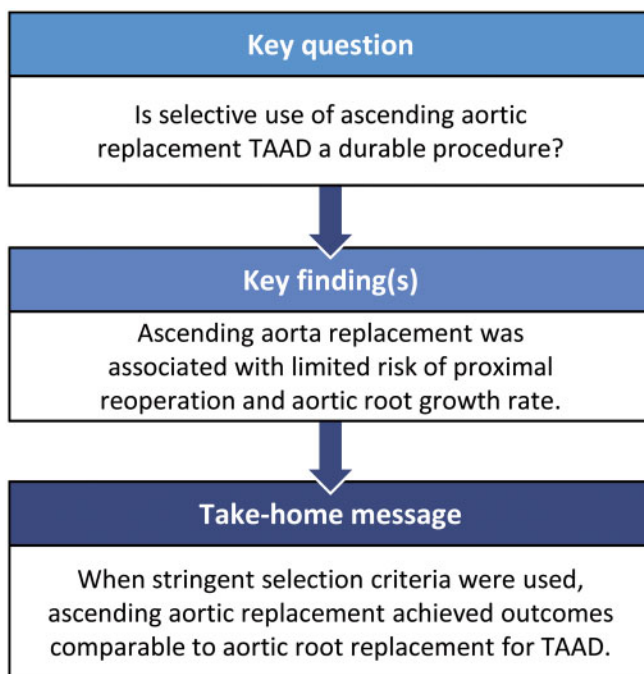 Key question
Is selective use of ascending aortic
replacement TAAD a durable procedure?
Key finding(s)
Ascending aorta replacement was
associated with limited risk of proximal
reoperation and aortic root growth rate.
Take-home message
When stringent selection criteria were used,
ascending aortic replacement achieved outcomes
comparable to aortic root replacement for TAAD.